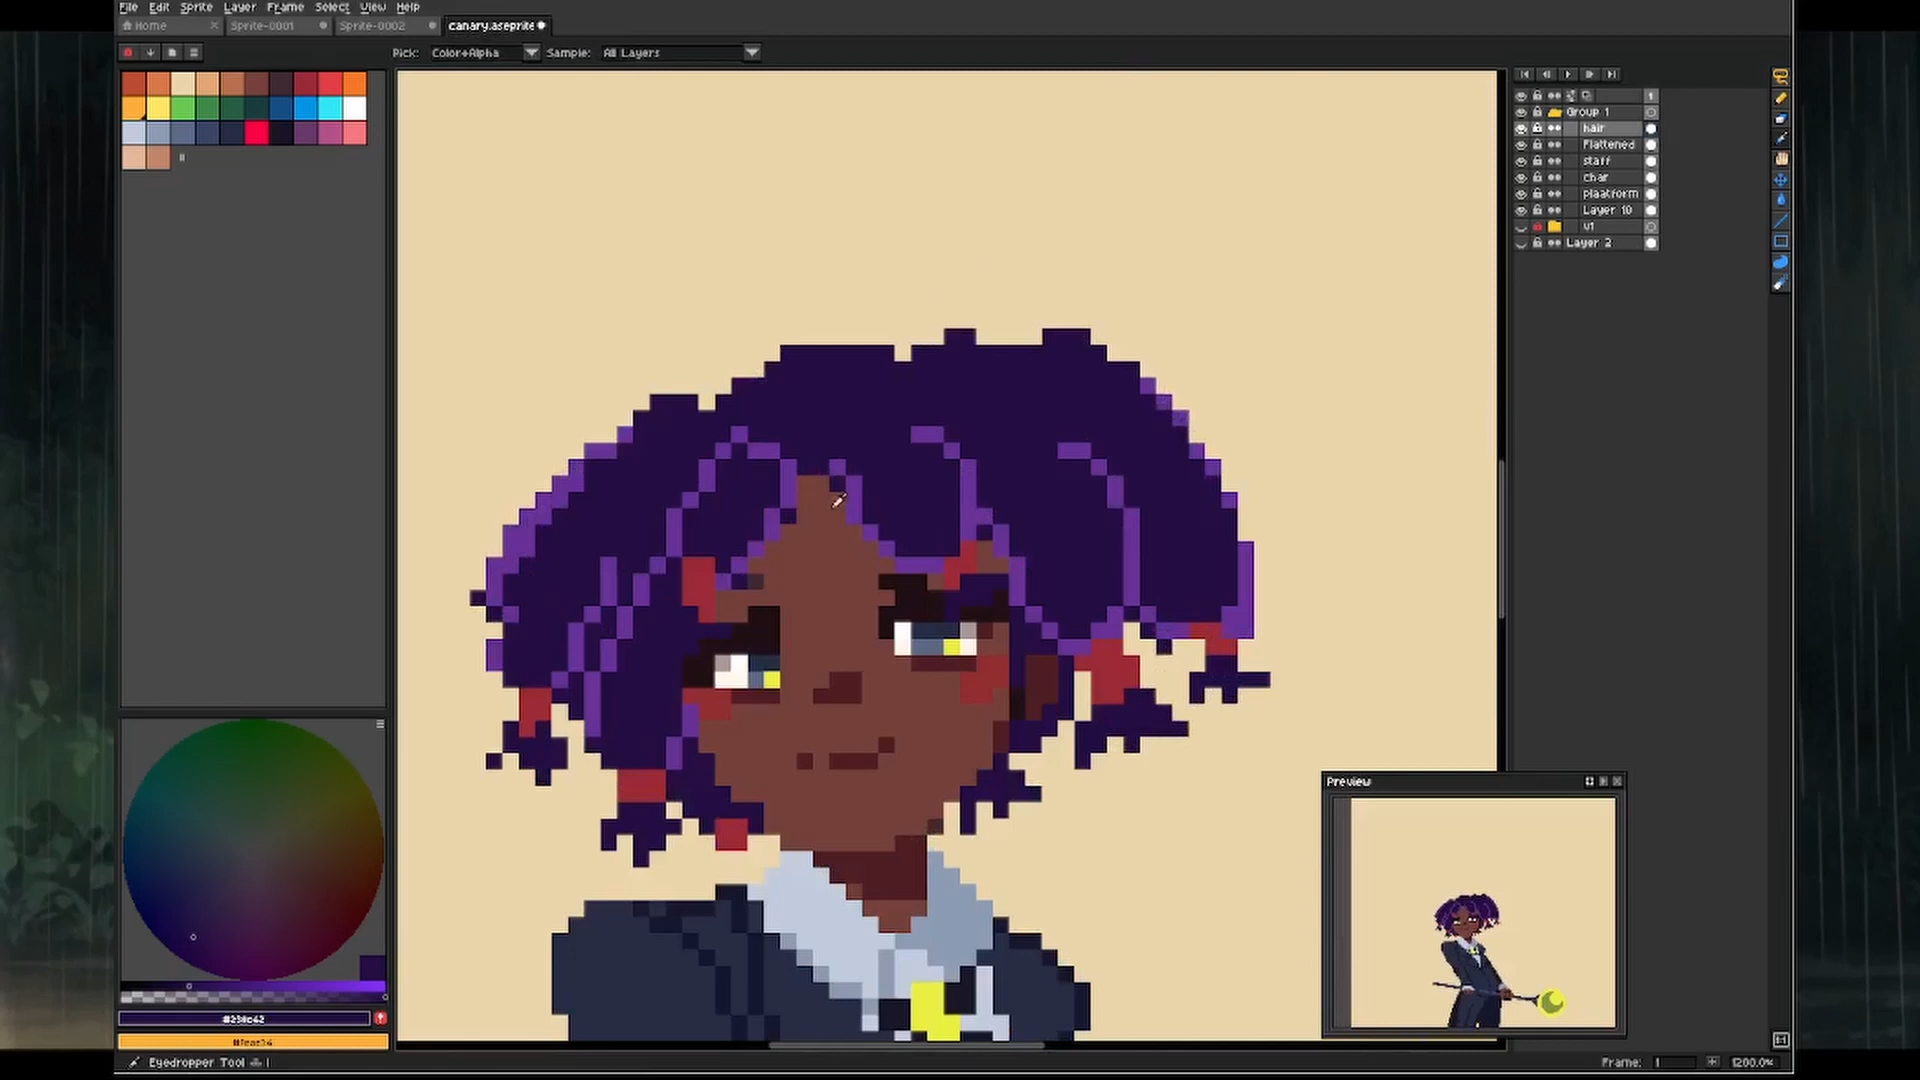 File Edit Sprite Layer Frame Select View Help
Home Sprite-0001 Sprite-0002 canary.aseprite
Pick: Color+Alpha Sample: All Layers
Group 1
hair
Flattened
staff
char
plaatform
Layer 10
v1
Layer 2
Preview
#230c42
Eyedropper Tool
Frame: 1 1200.0%